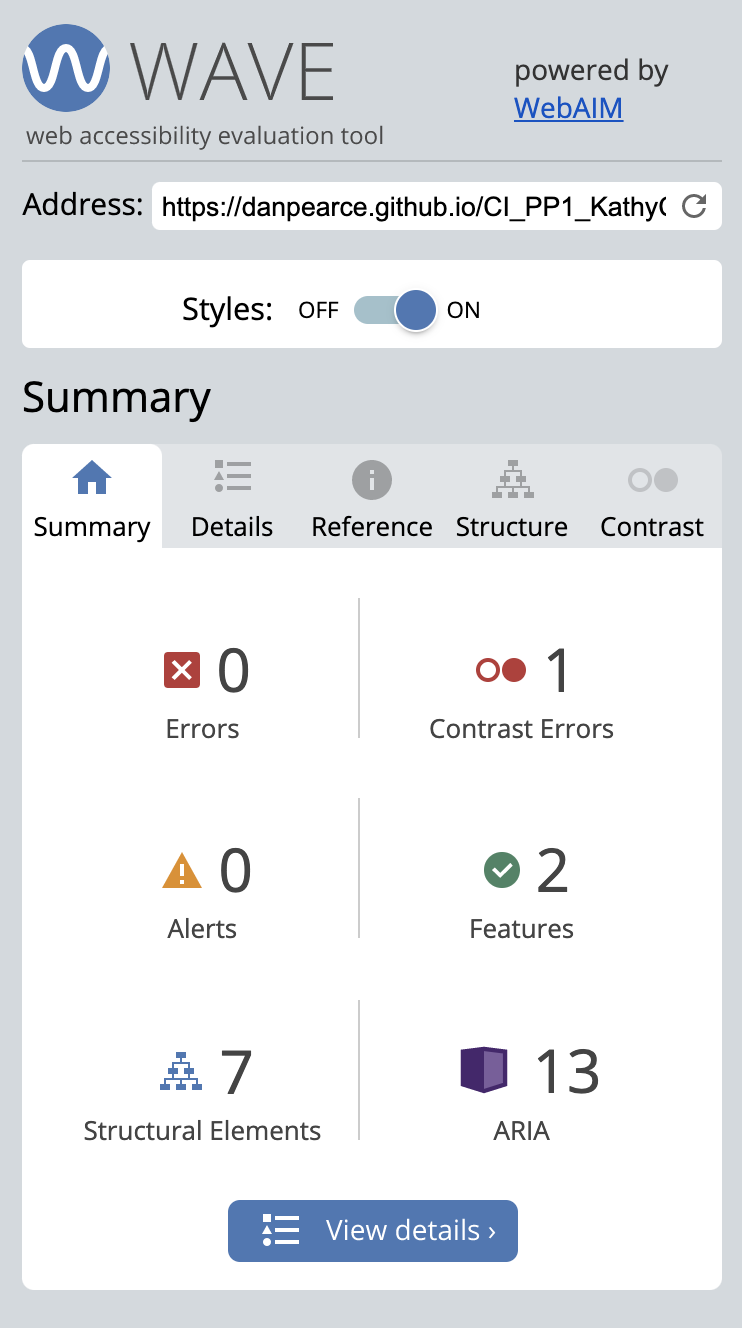 WAVE
powered by
WebAIM
web accessibility evaluation tool
Address: https://danpearce.github.io/CI_PP1_Kathy
Styles: OFF ON
Summary
Summary Details Reference Structure Contrast
0 1
Errors Contrast Errors
0 2
Alerts Features
7 13
Structural Elements ARIA
View details ›